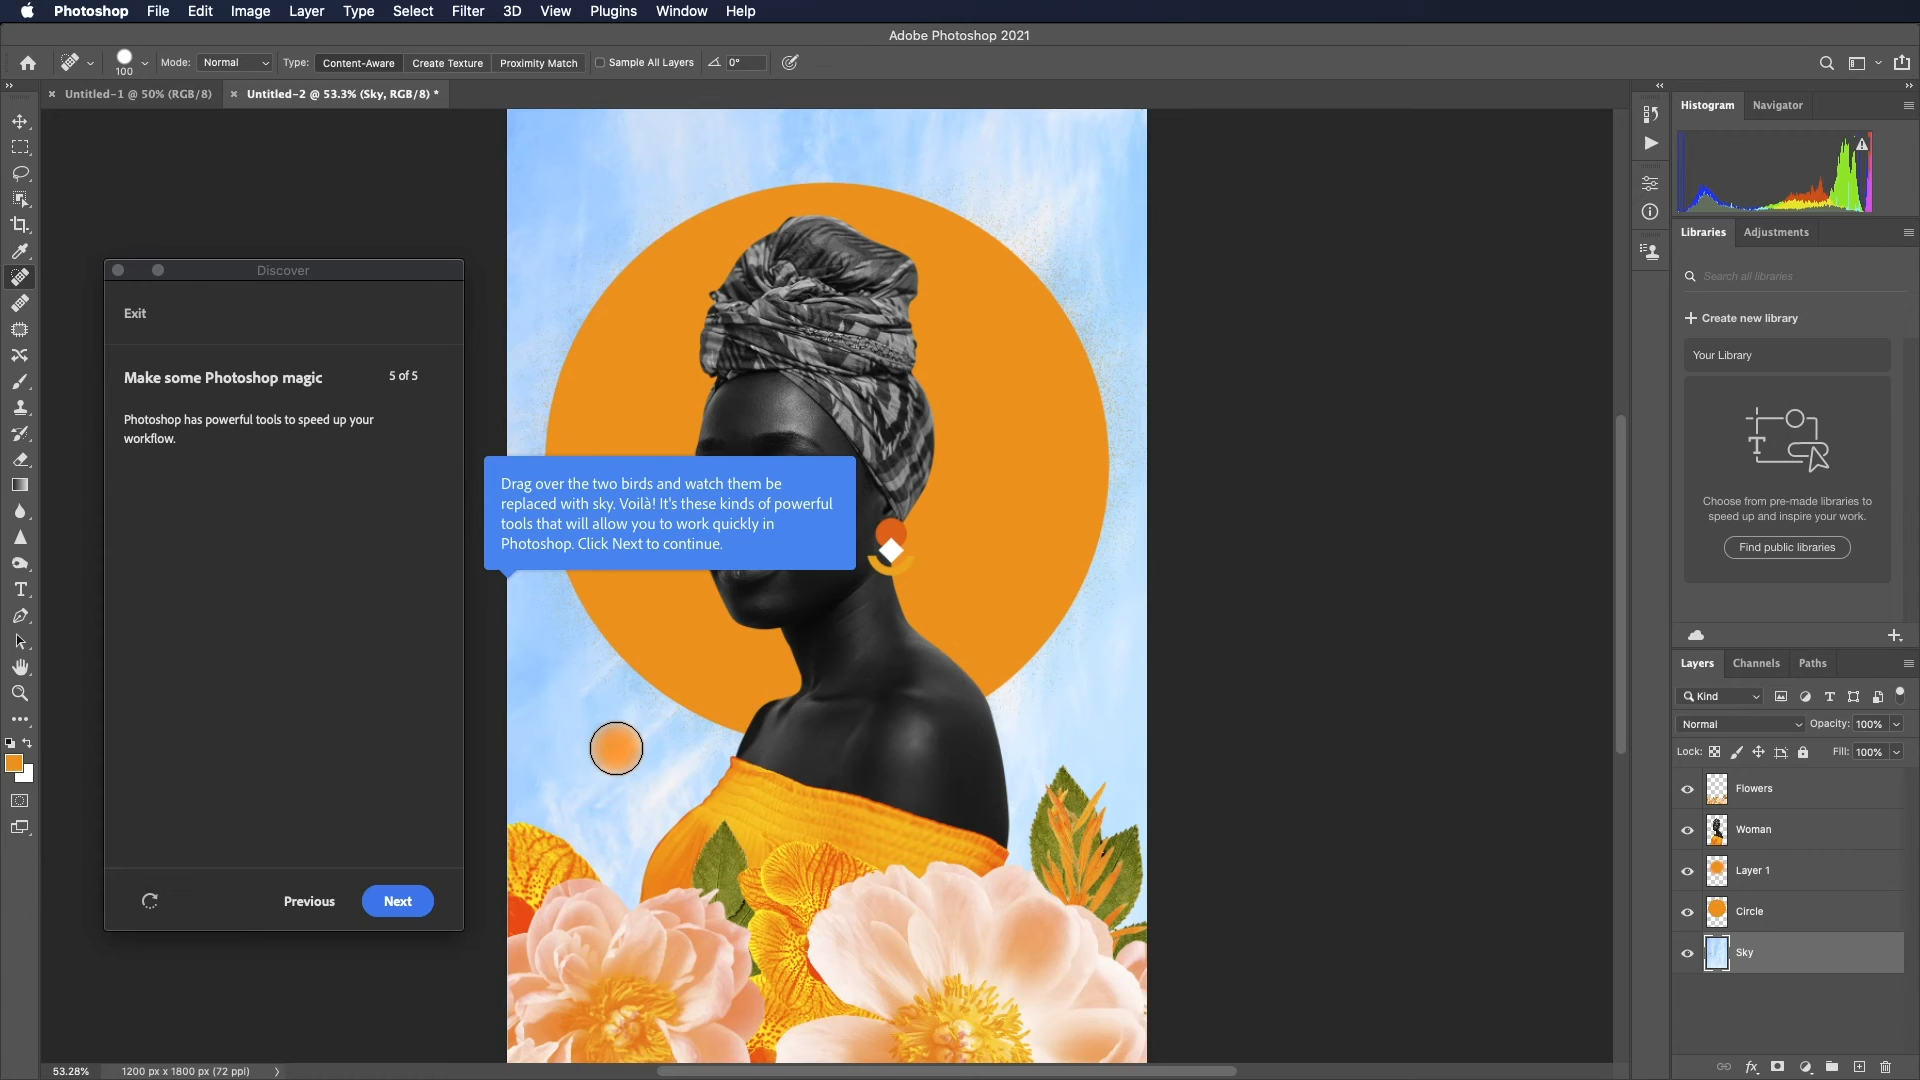 Photoshop File Edit Image Layer Type Select Filter 3D View Plugins Window Help
Adobe Photoshop 2021
100 Mode: Normal Type: Content-Aware Create Texture Proximity Match Sample All Layers 0°
Untitled-1 @ 50% (RGB/8) Untitled-2 @ 53.3% (Sky, RGB/8) *
Discover
Exit
Make some Photoshop magic 5 of 5
Photoshop has powerful tools to speed up your
workflow.
Previous Next
Drag over the two birds and watch them be
replaced with sky. Voilà! It's these kinds of powerful
tools that will allow you to work quickly in
Photoshop. Click Next to continue.
Histogram Navigator
Libraries Adjustments
Search all libraries
Create new library
Your Library
T
Choose from pre-made libraries to
speed up and inspire your work.
Find public libraries
Layers Channels Paths
Kind
Normal Opacity: 100%
Lock: Fill: 100%
Flowers
Woman
Layer 1
Circle
Sky
fx
53.28% 1200 px x 1800 px (72 ppi)